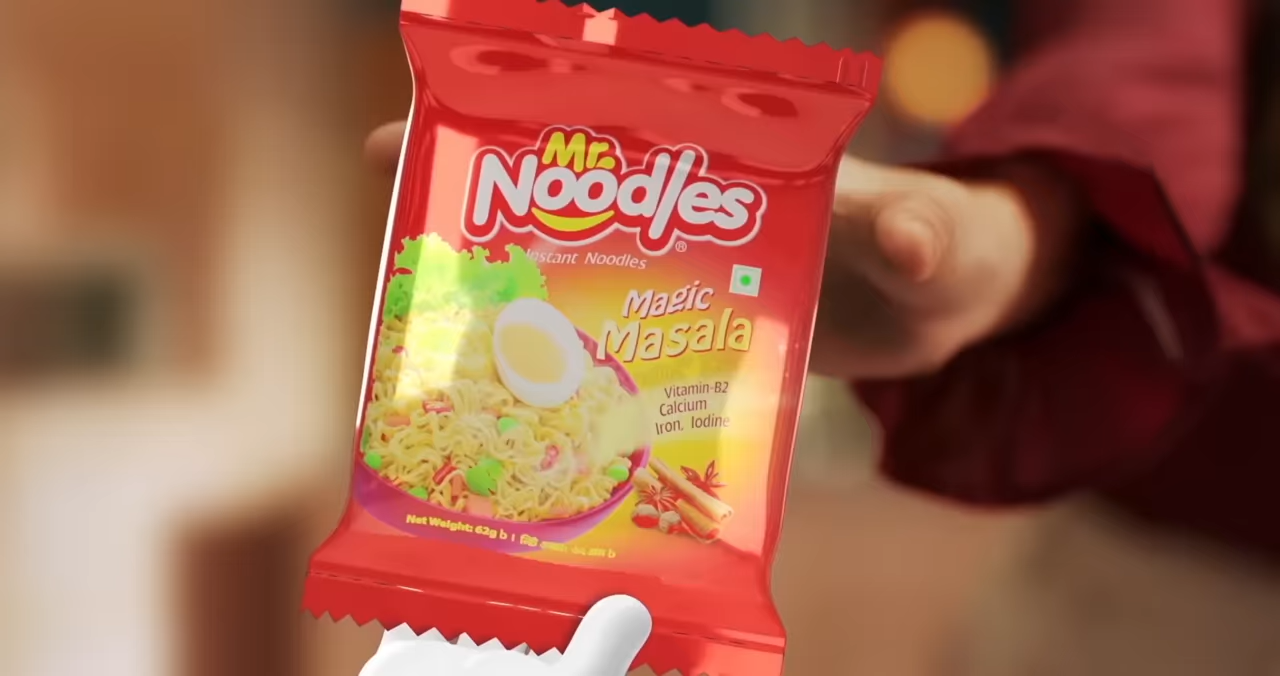 Mr.
Noodles
®
Instant Noodles
Magic
Masala
Vitamin-B2
Calcium
Iron, Iodine
Net Weight: 62g